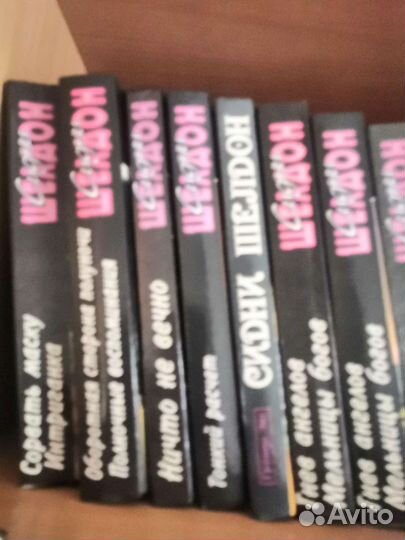 Сидни
ШЕЛДОН
Сорвать маску
Интриганка
Сидни
ШЕЛДОН
Оборотная сторона полуночи
Полночные воспоминания
Сидни
ШЕЛДОН
Ничто не вечно
Сидни
ШЕЛДОН
Тонкий расчет
СИДНИ ШЕЛДОН
Сидни
ШЕЛДОН
Гнев ангелов
Мельницы богов
Сидни
ШЕЛДОН
Гнев ангелов
Мельницы богов
Avito